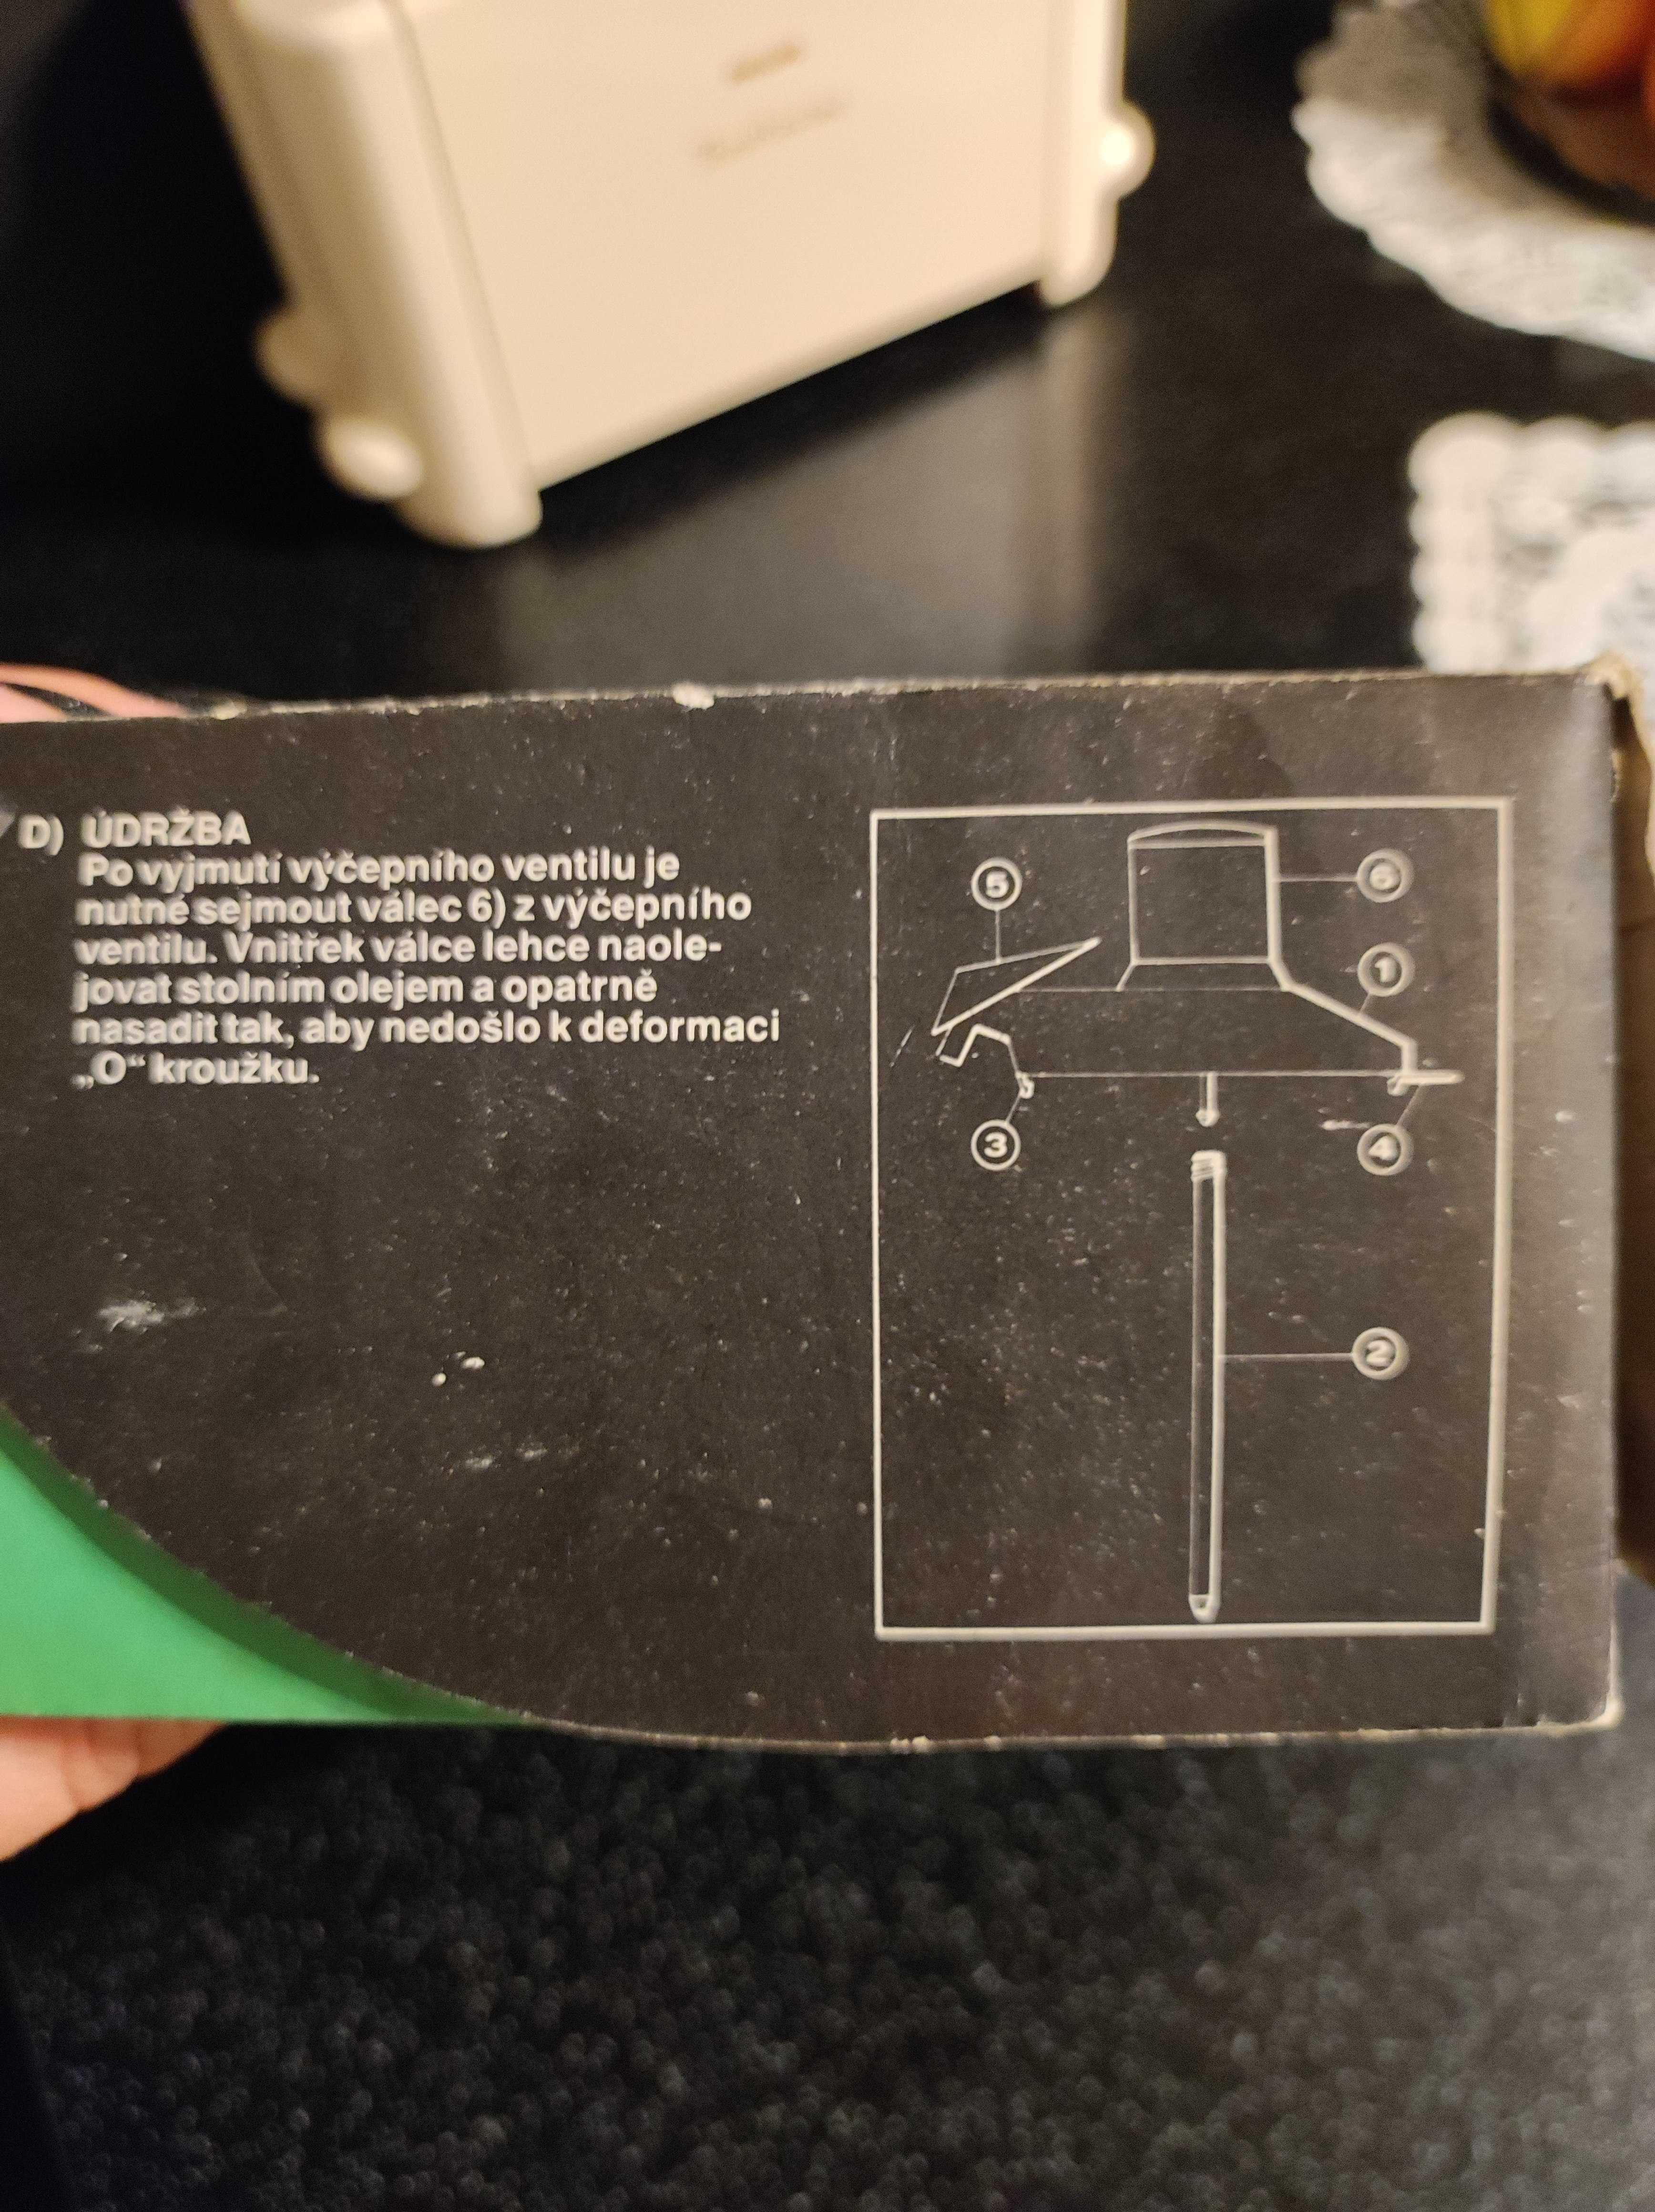 D) ÚDRŽBA
Po vyjmutí výčepního ventilu je
nutné sejmout válec 6) z výčepního
ventilu. Vnitřek válce lehce naole-
jovat stolním olejem a opatrně
nasadit tak, aby nedošlo k deformaci
„O“ kroužku.
5
6
1
3
4
2